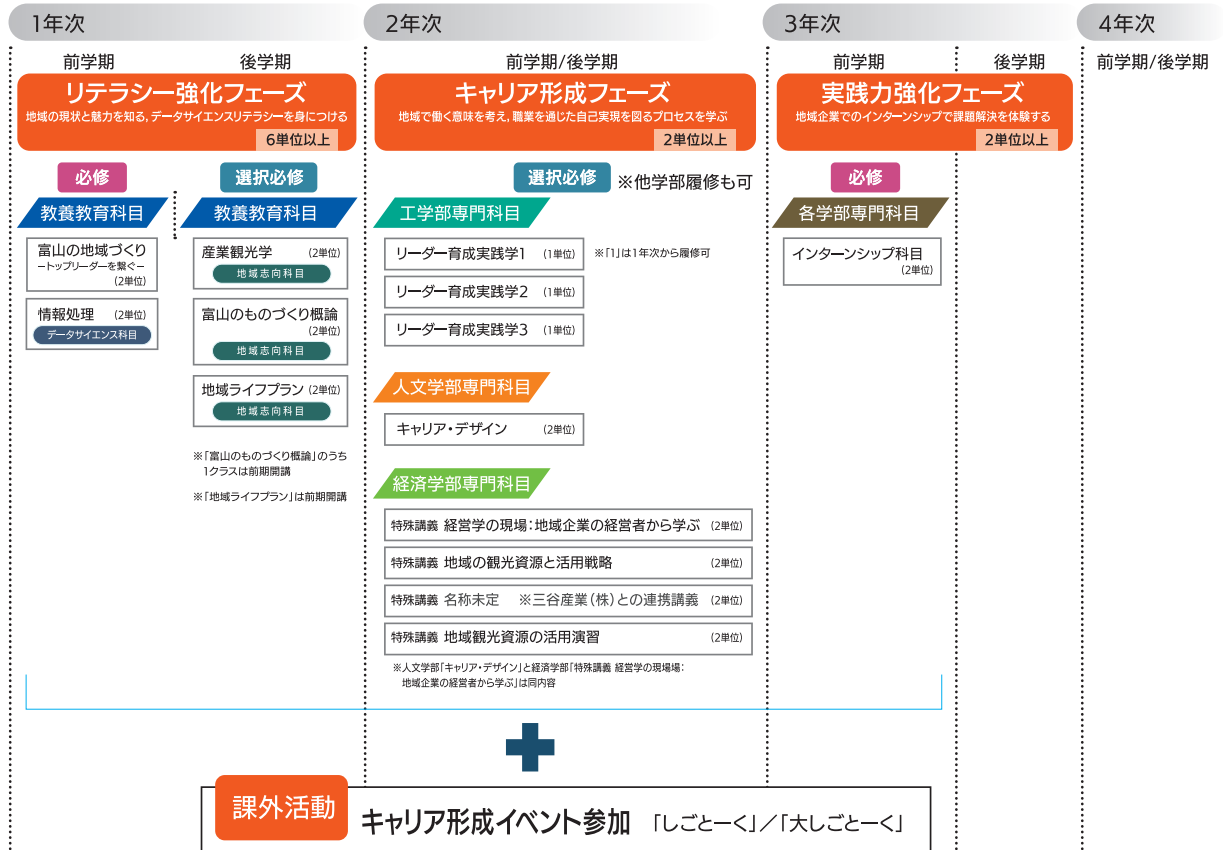 1年次
2年次
3年次
4年次
前学期
後学期
前学期/後学期
前学期
後学期
前学期/後学期
リテラシー強化フェーズ
地域の現状と魅力を知る,データサイエンスリテラシーを身につける
6単位以上
キャリア形成フェーズ
地域で働く意味を考え,職業を通じた自己実現を図るプロセスを学ぶ
2単位以上
実践力強化フェーズ
地域企業でのインターンシップで課題解決を体験する
2単位以上
必修
教養教育科目
富山の地域づくり
ートップリーダーを繋ぐー
(2単位)
情報処理 (2単位)
データサイエンス科目
選択必修
教養教育科目
産業観光学 (2単位)
地域志向科目
富山のものづくり概論
(2単位)
地域志向科目
地域ライフプラン (2単位)
地域志向科目
※「富山のものづくり概論」のうち
1クラスは前期開講
※「地域ライフプラン」は前期開講
選択必修 ※他学部履修も可
工学部専門科目
リーダー育成実践学1 (1単位) ※「1」は1年次から履修可
リーダー育成実践学2 (1単位)
リーダー育成実践学3 (1単位)
人文学部専門科目
キャリア・デザイン (2単位)
経済学部専門科目
特殊講義 経営学の現場:地域企業の経営者から学ぶ (2単位)
特殊講義 地域の観光資源と活用戦略 (2単位)
特殊講義 名称未定 ※三谷産業(株)との連携講義 (2単位)
特殊講義 地域観光資源の活用演習 (2単位)
※人文学部「キャリア・デザイン」と経済学部「特殊講義 経営学の現場場:
地域企業の経営者から学ぶ」は同内容
必修
各学部専門科目
インターンシップ科目
(2単位)
課外活動
キャリア形成イベント参加 「しごとーく」/「大しごとーく」